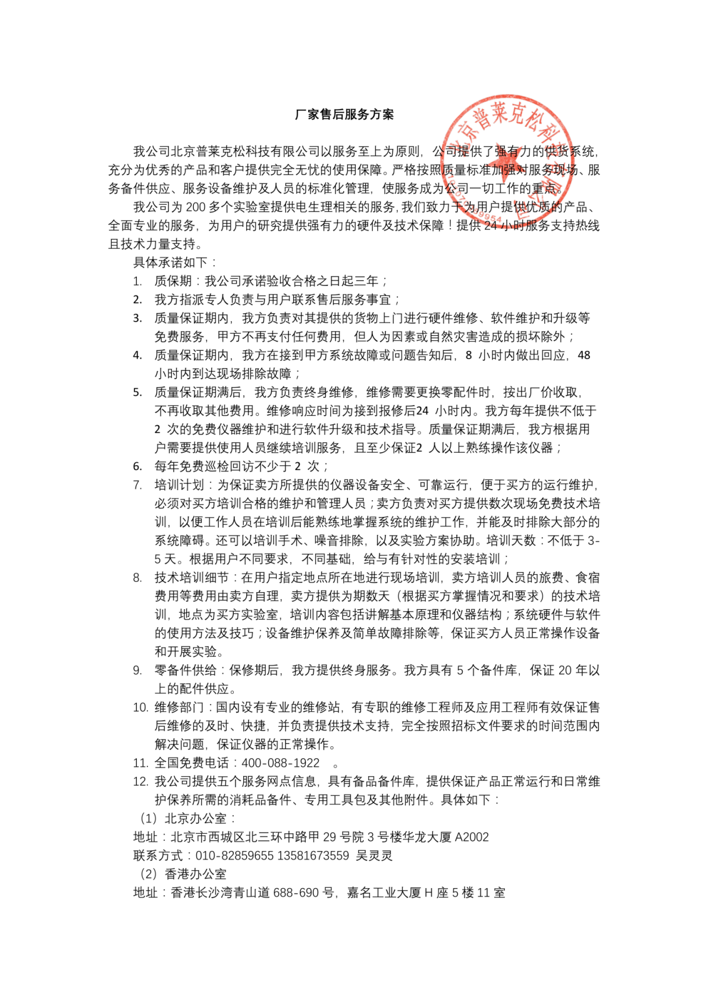 厂家售后服务方案
北京普莱克松科技有限公司
我公司北京普莱克松科技有限公司以服务至上为原则，公司提供了强有力的供货系统，
充分为优秀的产品和客户提供完全无忧的使用保障。严格按照质量标准加强对服务现场、服
务备件供应、服务设备维护及人员的标准化管理，使服务成为公司一切工作的重点。
我公司为 200 多个实验室提供电生理相关的服务，我们致力于为用户提供优质的产品、
全面专业的服务，为用户的研究提供强有力的硬件及技术保障！提供 24 小时服务支持热线
且技术力量支持。
具体承诺如下：
1. 质保期：我公司承诺验收合格之日起三年；
2. 我方指派专人负责与用户联系售后服务事宜；
3. 质量保证期内，我方负责对其提供的货物上门进行硬件维修、软件维护和升级等
免费服务，甲方不再支付任何费用，但人为因素或自然灾害造成的损坏除外；
4. 质量保证期内，我方在接到甲方系统故障或问题告知后，8 小时内做出回应，48
小时内到达现场排除故障；
5. 质量保证期满后，我方负责终身维修，维修需要更换零配件时，按出厂价收取，
不再收取其他费用。维修响应时间为接到报修后24 小时内。我方每年提供不低于
2 次的免费仪器维护和进行软件升级和技术指导。质量保证期满后，我方根据用
户需要提供使用人员继续培训服务，且至少保证2 人以上熟练操作该仪器；
6. 每年免费巡检回访不少于 2 次；
7. 培训计划：为保证卖方所提供的仪器设备安全、可靠运行，便于买方的运行维护，
必须对买方培训合格的维护和管理人员；卖方负责对买方提供数次现场免费技术培
训，以便工作人员在培训后能熟练地掌握系统的维护工作，并能及时排除大部分的
系统障碍。还可以培训手术、噪音排除，以及实验方案协助。培训天数：不低于 3-
5 天。根据用户不同要求，不同基础，给与有针对性的安装培训；
8. 技术培训细节：在用户指定地点所在地进行现场培训，卖方培训人员的旅费、食宿
费用等费用由卖方自理，卖方提供为期数天（根据买方掌握情况和要求）的技术培
训，地点为买方实验室，培训内容包括讲解基本原理和仪器结构；系统硬件与软件
的使用方法及技巧；设备维护保养及简单故障排除等，保证买方人员正常操作设备
和开展实验。
9. 零备件供给：保修期后，我方提供终身服务。我方具有 5 个备件库，保证 20 年以
上的配件供应。
10. 维修部门：国内设有专业的维修站，有专职的维修工程师及应用工程师有效保证售
后维修的及时、快捷，并负责提供技术支持，完全按照招标文件要求的时间范围内
解决问题，保证仪器的正常操作。
11. 全国免费电话：400-088-1922 。
12. 我公司提供五个服务网点信息，具有备品备件库，提供保证产品正常运行和日常维
护保养所需的消耗品备件、专用工具包及其他附件。具体如下：
（1）北京办公室：
地址：北京市西城区北三环中路甲 29 号院 3 号楼华龙大厦 A2002
联系方式：010-82859655 13581673559 吴灵灵
（2）香港办公室
地址：香港长沙湾青山道 688-690 号，嘉名工业大厦 H 座 5 楼 11 室